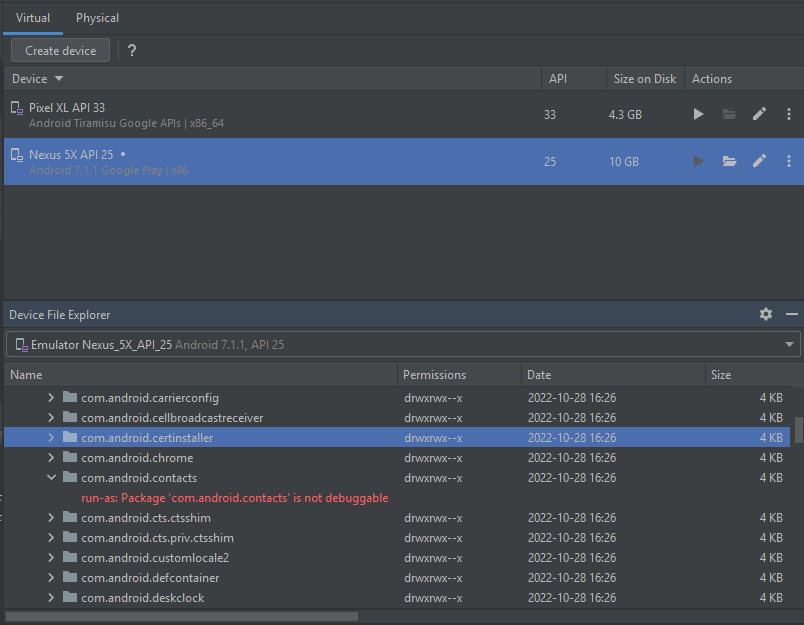 Virtual Physical
Create device ?
Device API Size on Disk Actions
Pixel XL API 33
Android Tiramisu Google APIs | x86_64 33 4.3 GB
Nexus 5X API 25 •
Android 7.1.1 Google Play | x86 25 10 GB
Device File Explorer
Emulator Nexus_5X_API_25 Android 7.1.1, API 25
Name Permissions Date Size
com.android.carrierconfig drwxrwx--x 2022-10-28 16:26 4 KB
com.android.cellbroadcastreceiver drwxrwx--x 2022-10-28 16:26 4 KB
com.android.certinstaller drwxrwx--x 2022-10-28 16:26 4 KB
com.android.chrome drwxrwx--x 2022-10-28 16:26 4 KB
com.android.contacts drwxrwx--x 2022-10-28 16:26 4 KB
run-as: Package 'com.android.contacts' is not debuggable
com.android.cts.ctsshim drwxrwx--x 2022-10-28 16:26 4 KB
com.android.cts.priv.ctsshim drwxrwx--x 2022-10-28 16:26 4 KB
com.android.customlocale2 drwxrwx--x 2022-10-28 16:26 4 KB
com.android.defcontainer drwxrwx--x 2022-10-28 16:26 4 KB
com.android.deskclock drwxrwx--x 2022-10-28 16:26 4 KB